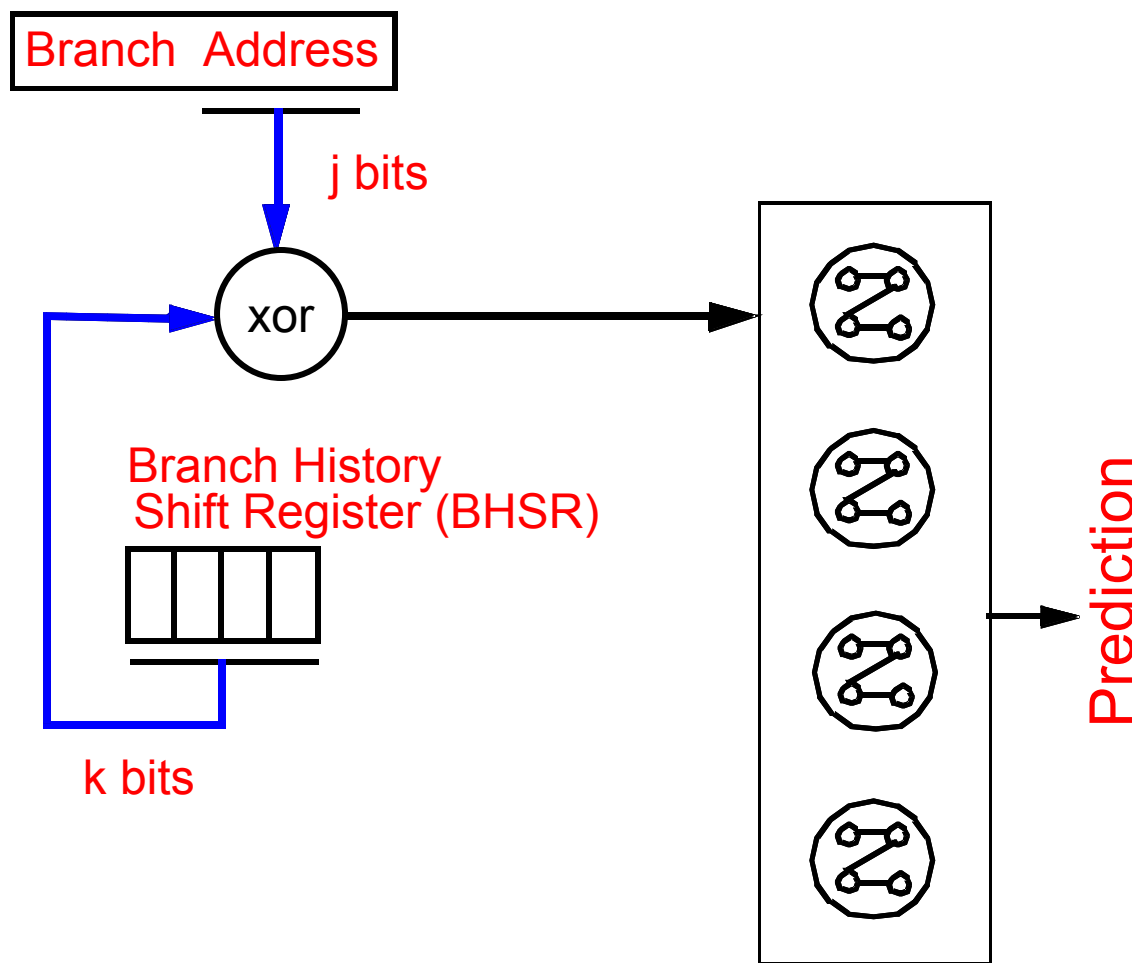 Branch Address
j bits
xor
Branch History
Shift Register (BHSR)
k bits
Prediction